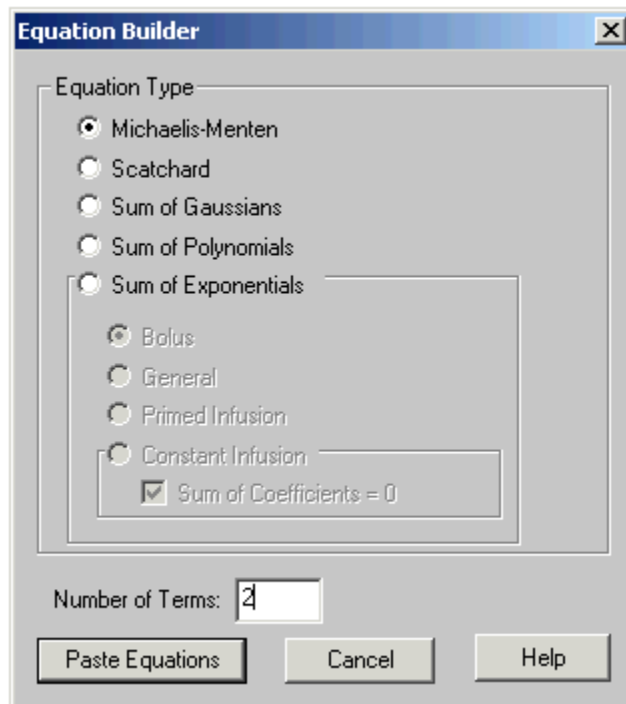 Equation Builder
Equation Type
Michaelis-Menten
Scatchard
Sum of Gaussians
Sum of Polynomials
Sum of Exponentials
Bolus
General
Primed Infusion
Constant Infusion
Sum of Coefficients = 0
Number of Terms: 2
Paste Equations Cancel Help